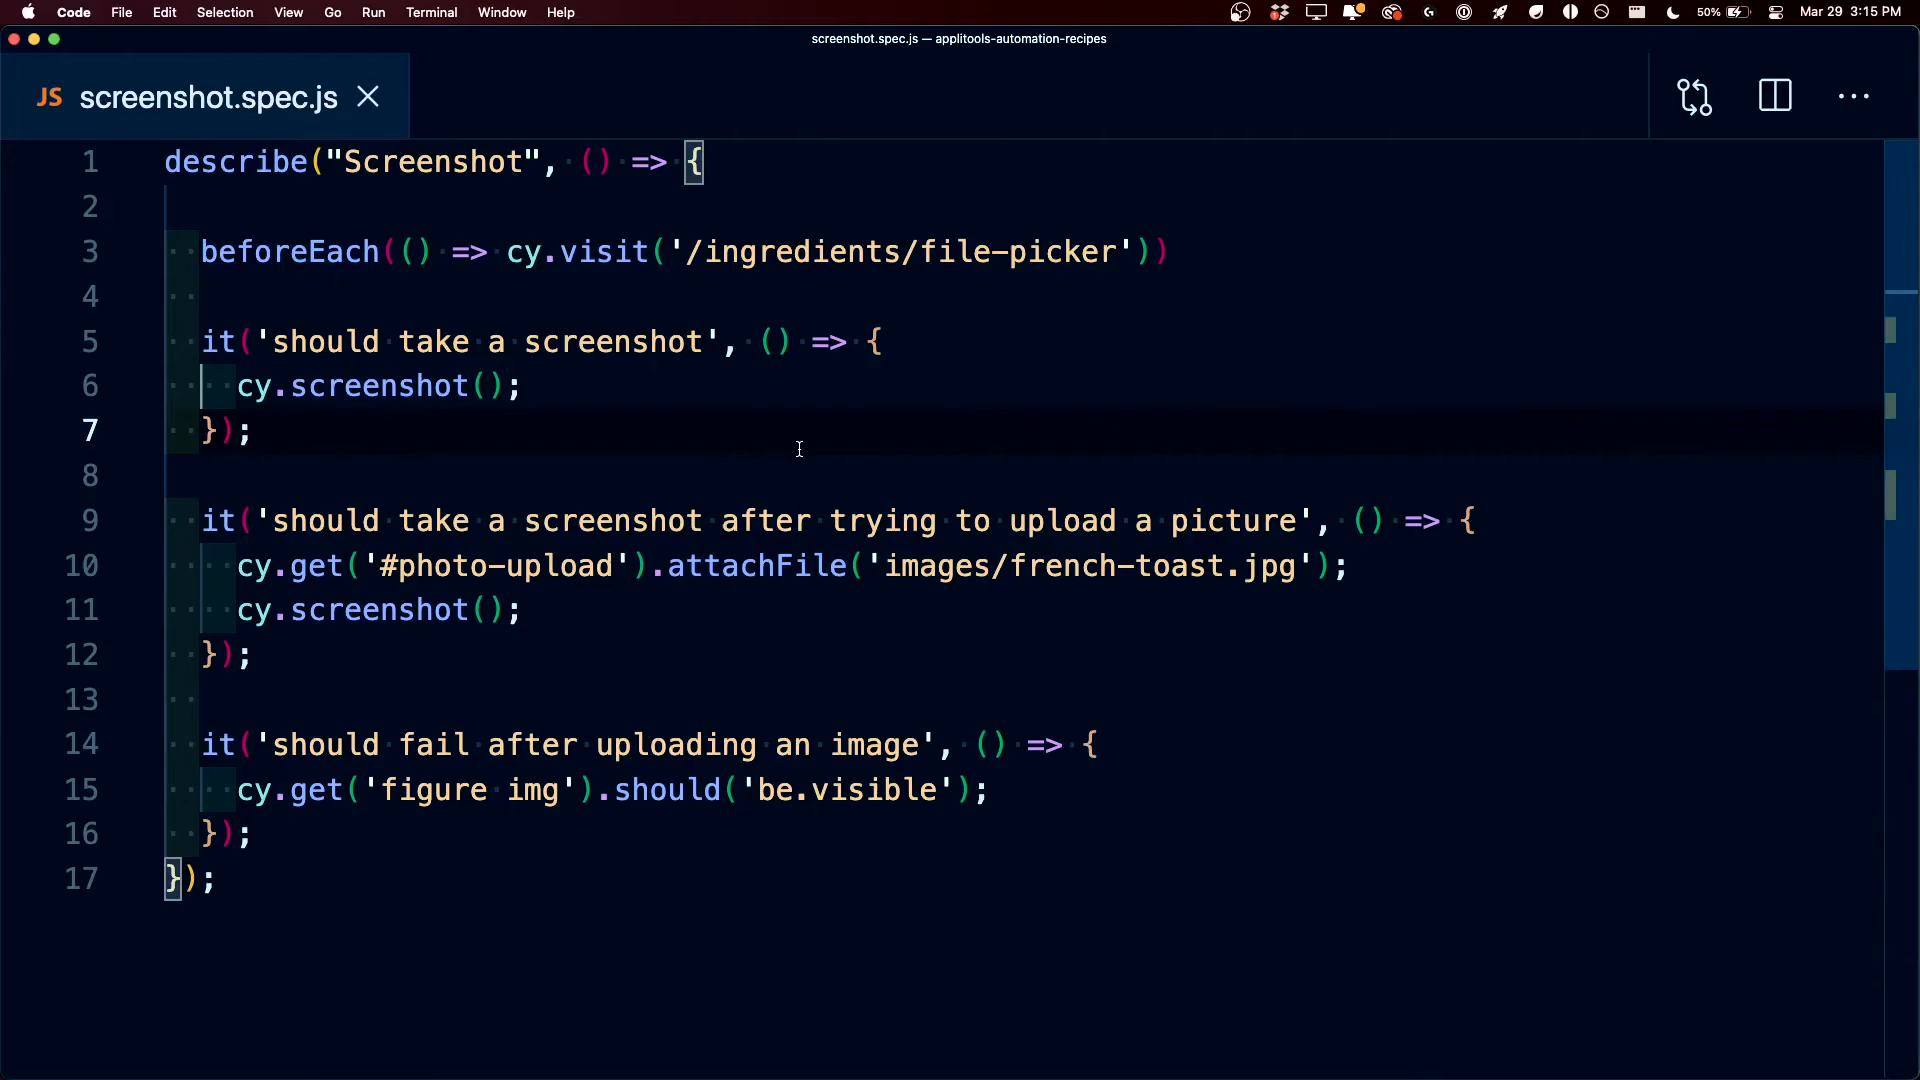 Code File Edit Selection View Go Run Terminal Window Help 50% Mar 29 3:15 PM
screenshot.spec.js — applitools-automation-recipes
JS screenshot.spec.js
1 describe("Screenshot", () => {
2
3 beforeEach(() => cy.visit('/ingredients/file-picker'))
4
5 it('should take a screenshot', () => {
6 cy.screenshot();
7 });
8
9 it('should take a screenshot after trying to upload a picture', () => {
10 cy.get('#photo-upload').attachFile('images/french-toast.jpg');
11 cy.screenshot();
12 });
13
14 it('should fail after uploading an image', () => {
15 cy.get('figure img').should('be.visible');
16 });
17 });